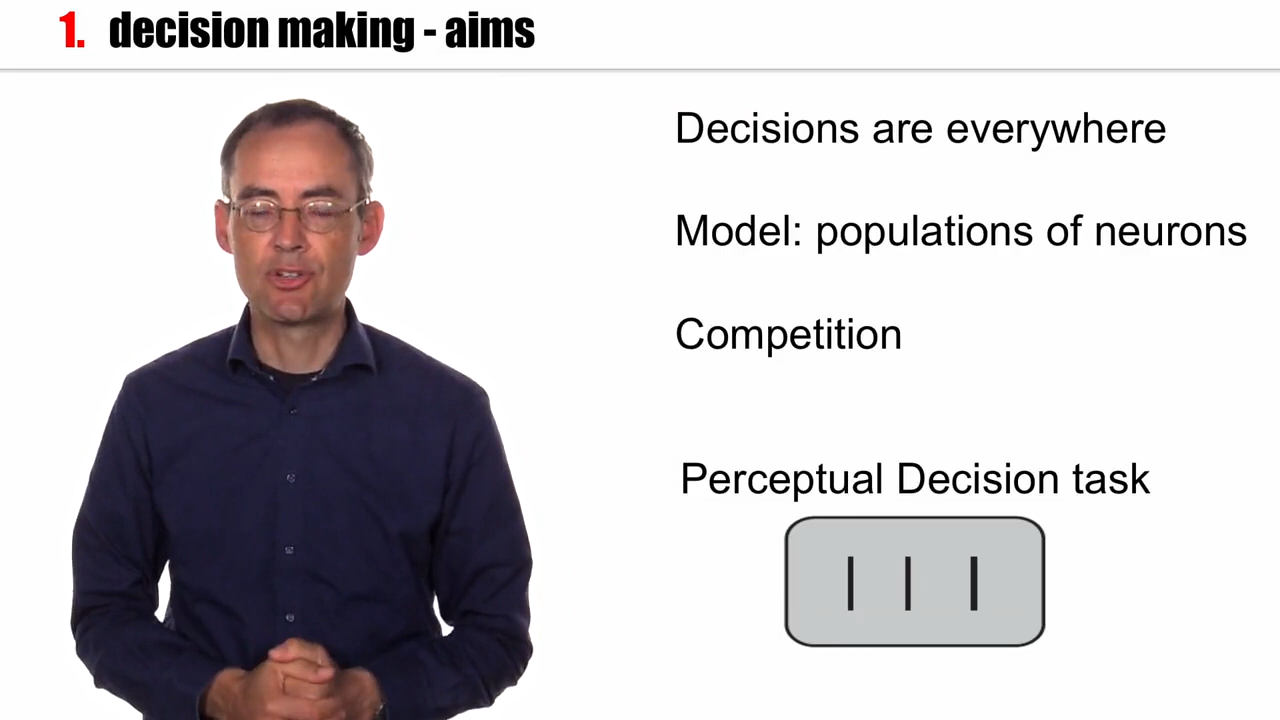 1. decision making - aims
Decisions are everywhere
Model: populations of neurons
Competition
Perceptual Decision task